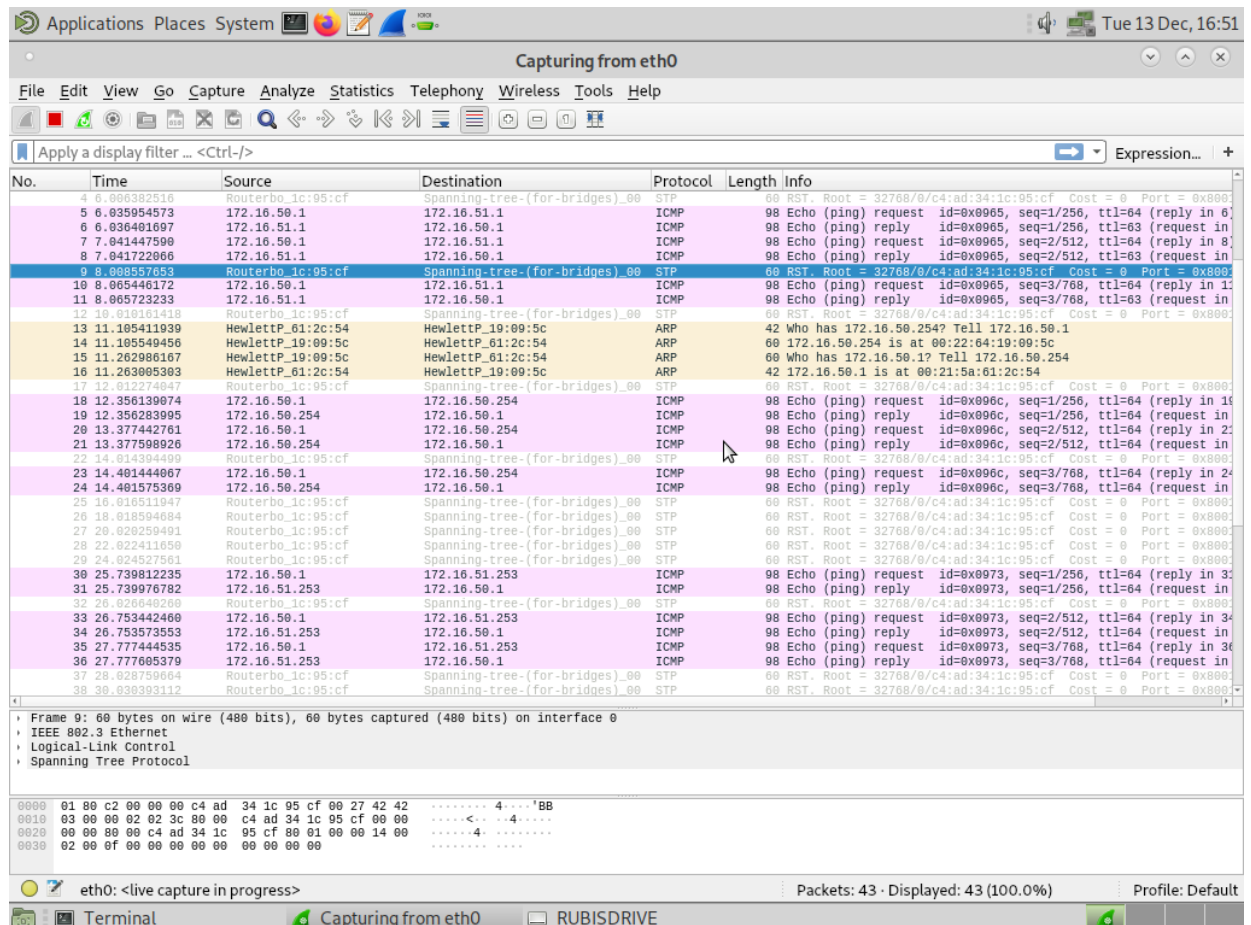 Applications Places System Tue 13 Dec, 16:51
Capturing from eth0
File Edit View Go Capture Analyze Statistics Telephony Wireless Tools Help
Apply a display filter ... <Ctrl-/> Expression... +
No. Time Source Destination Protocol Length Info
4 6.006382516 Routerbo_1c:95:cf Spanning-tree-(for-bridges)_00 STP 60 RST. Root = 32768/0/c4:ad:34:1c:95:cf Cost = 0 Port = 0x8001
5 6.035954573 172.16.50.1 172.16.51.1 ICMP 98 Echo (ping) request id=0x0965, seq=1/256, ttl=64 (reply in 6)
6 6.036401697 172.16.51.1 172.16.50.1 ICMP 98 Echo (ping) reply id=0x0965, seq=1/256, ttl=63 (request in
7 7.041447590 172.16.50.1 172.16.51.1 ICMP 98 Echo (ping) request id=0x0965, seq=2/512, ttl=64 (reply in 8)
8 7.041722066 172.16.51.1 172.16.50.1 ICMP 98 Echo (ping) reply id=0x0965, seq=2/512, ttl=63 (request in
9 8.008557653 Routerbo_1c:95:cf Spanning-tree-(for-bridges)_00 STP 60 RST. Root = 32768/0/c4:ad:34:1c:95:cf Cost = 0 Port = 0x8001
10 8.065446172 172.16.50.1 172.16.51.1 ICMP 98 Echo (ping) request id=0x0965, seq=3/768, ttl=64 (reply in 11
11 8.065723233 172.16.51.1 172.16.50.1 ICMP 98 Echo (ping) reply id=0x0965, seq=3/768, ttl=63 (request in
12 10.010161418 Routerbo_1c:95:cf Spanning-tree-(for-bridges)_00 STP 60 RST. Root = 32768/0/c4:ad:34:1c:95:cf Cost = 0 Port = 0x8001
13 11.105411939 HewlettP_61:2c:54 HewlettP_19:09:5c ARP 42 Who has 172.16.50.254? Tell 172.16.50.1
14 11.105549456 HewlettP_19:09:5c HewlettP_61:2c:54 ARP 60 172.16.50.254 is at 00:22:64:19:09:5c
15 11.262986167 HewlettP_19:09:5c HewlettP_61:2c:54 ARP 60 Who has 172.16.50.1? Tell 172.16.50.254
16 11.263005303 HewlettP_61:2c:54 HewlettP_19:09:5c ARP 42 172.16.50.1 is at 00:21:5a:61:2c:54
17 12.012274047 Routerbo_1c:95:cf Spanning-tree-(for-bridges)_00 STP 60 RST. Root = 32768/0/c4:ad:34:1c:95:cf Cost = 0 Port = 0x8001
18 12.356139074 172.16.50.1 172.16.50.254 ICMP 98 Echo (ping) request id=0x096c, seq=1/256, ttl=64 (reply in 19
19 12.356283995 172.16.50.254 172.16.50.1 ICMP 98 Echo (ping) reply id=0x096c, seq=1/256, ttl=64 (request in
20 13.377442761 172.16.50.1 172.16.50.254 ICMP 98 Echo (ping) request id=0x096c, seq=2/512, ttl=64 (reply in 21
21 13.377598926 172.16.50.254 172.16.50.1 ICMP 98 Echo (ping) reply id=0x096c, seq=2/512, ttl=64 (request in
22 14.014394499 Routerbo_1c:95:cf Spanning-tree-(for-bridges)_00 STP 60 RST. Root = 32768/0/c4:ad:34:1c:95:cf Cost = 0 Port = 0x8001
23 14.401444067 172.16.50.1 172.16.50.254 ICMP 98 Echo (ping) request id=0x096c, seq=3/768, ttl=64 (reply in 24
24 14.401575369 172.16.50.254 172.16.50.1 ICMP 98 Echo (ping) reply id=0x096c, seq=3/768, ttl=64 (request in
25 16.016511947 Routerbo_1c:95:cf Spanning-tree-(for-bridges)_00 STP 60 RST. Root = 32768/0/c4:ad:34:1c:95:cf Cost = 0 Port = 0x8001
26 18.018594684 Routerbo_1c:95:cf Spanning-tree-(for-bridges)_00 STP 60 RST. Root = 32768/0/c4:ad:34:1c:95:cf Cost = 0 Port = 0x8001
27 20.020259491 Routerbo_1c:95:cf Spanning-tree-(for-bridges)_00 STP 60 RST. Root = 32768/0/c4:ad:34:1c:95:cf Cost = 0 Port = 0x8001
28 22.022411650 Routerbo_1c:95:cf Spanning-tree-(for-bridges)_00 STP 60 RST. Root = 32768/0/c4:ad:34:1c:95:cf Cost = 0 Port = 0x8001
29 24.024527561 Routerbo_1c:95:cf Spanning-tree-(for-bridges)_00 STP 60 RST. Root = 32768/0/c4:ad:34:1c:95:cf Cost = 0 Port = 0x8001
30 25.739812235 172.16.50.1 172.16.51.253 ICMP 98 Echo (ping) request id=0x0973, seq=1/256, ttl=64 (reply in 31
31 25.739976782 172.16.51.253 172.16.50.1 ICMP 98 Echo (ping) reply id=0x0973, seq=1/256, ttl=64 (request in
32 26.026640260 Routerbo_1c:95:cf Spanning-tree-(for-bridges)_00 STP 60 RST. Root = 32768/0/c4:ad:34:1c:95:cf Cost = 0 Port = 0x8001
33 26.753442460 172.16.50.1 172.16.51.253 ICMP 98 Echo (ping) request id=0x0973, seq=2/512, ttl=64 (reply in 34
34 26.753573553 172.16.51.253 172.16.50.1 ICMP 98 Echo (ping) reply id=0x0973, seq=2/512, ttl=64 (request in
35 27.777444535 172.16.50.1 172.16.51.253 ICMP 98 Echo (ping) request id=0x0973, seq=3/768, ttl=64 (reply in 36
36 27.777605379 172.16.51.253 172.16.50.1 ICMP 98 Echo (ping) reply id=0x0973, seq=3/768, ttl=64 (request in
37 28.028759664 Routerbo_1c:95:cf Spanning-tree-(for-bridges)_00 STP 60 RST. Root = 32768/0/c4:ad:34:1c:95:cf Cost = 0 Port = 0x8001
38 30.030393112 Routerbo_1c:95:cf Spanning-tree-(for-bridges)_00 STP 60 RST. Root = 32768/0/c4:ad:34:1c:95:cf Cost = 0 Port = 0x8001
Frame 9: 60 bytes on wire (480 bits), 60 bytes captured (480 bits) on interface 0
IEEE 802.3 Ethernet
Logical-Link Control
Spanning Tree Protocol
0000 01 80 c2 00 00 00 c4 ad 34 1c 95 cf 00 27 42 42 ········ 4····'BB
0010 03 00 00 02 02 3c 80 00 c4 ad 34 1c 95 cf 00 00 ·····<·· ··4·····
0020 00 00 80 00 c4 ad 34 1c 95 cf 80 01 00 00 14 00 ······4· ········
0030 02 00 0f 00 00 00 00 00 00 00 00 00 ········ ····
eth0: <live capture in progress> Packets: 43 · Displayed: 43 (100.0%) Profile: Default
Terminal Capturing from eth0 RUBISDRIVE